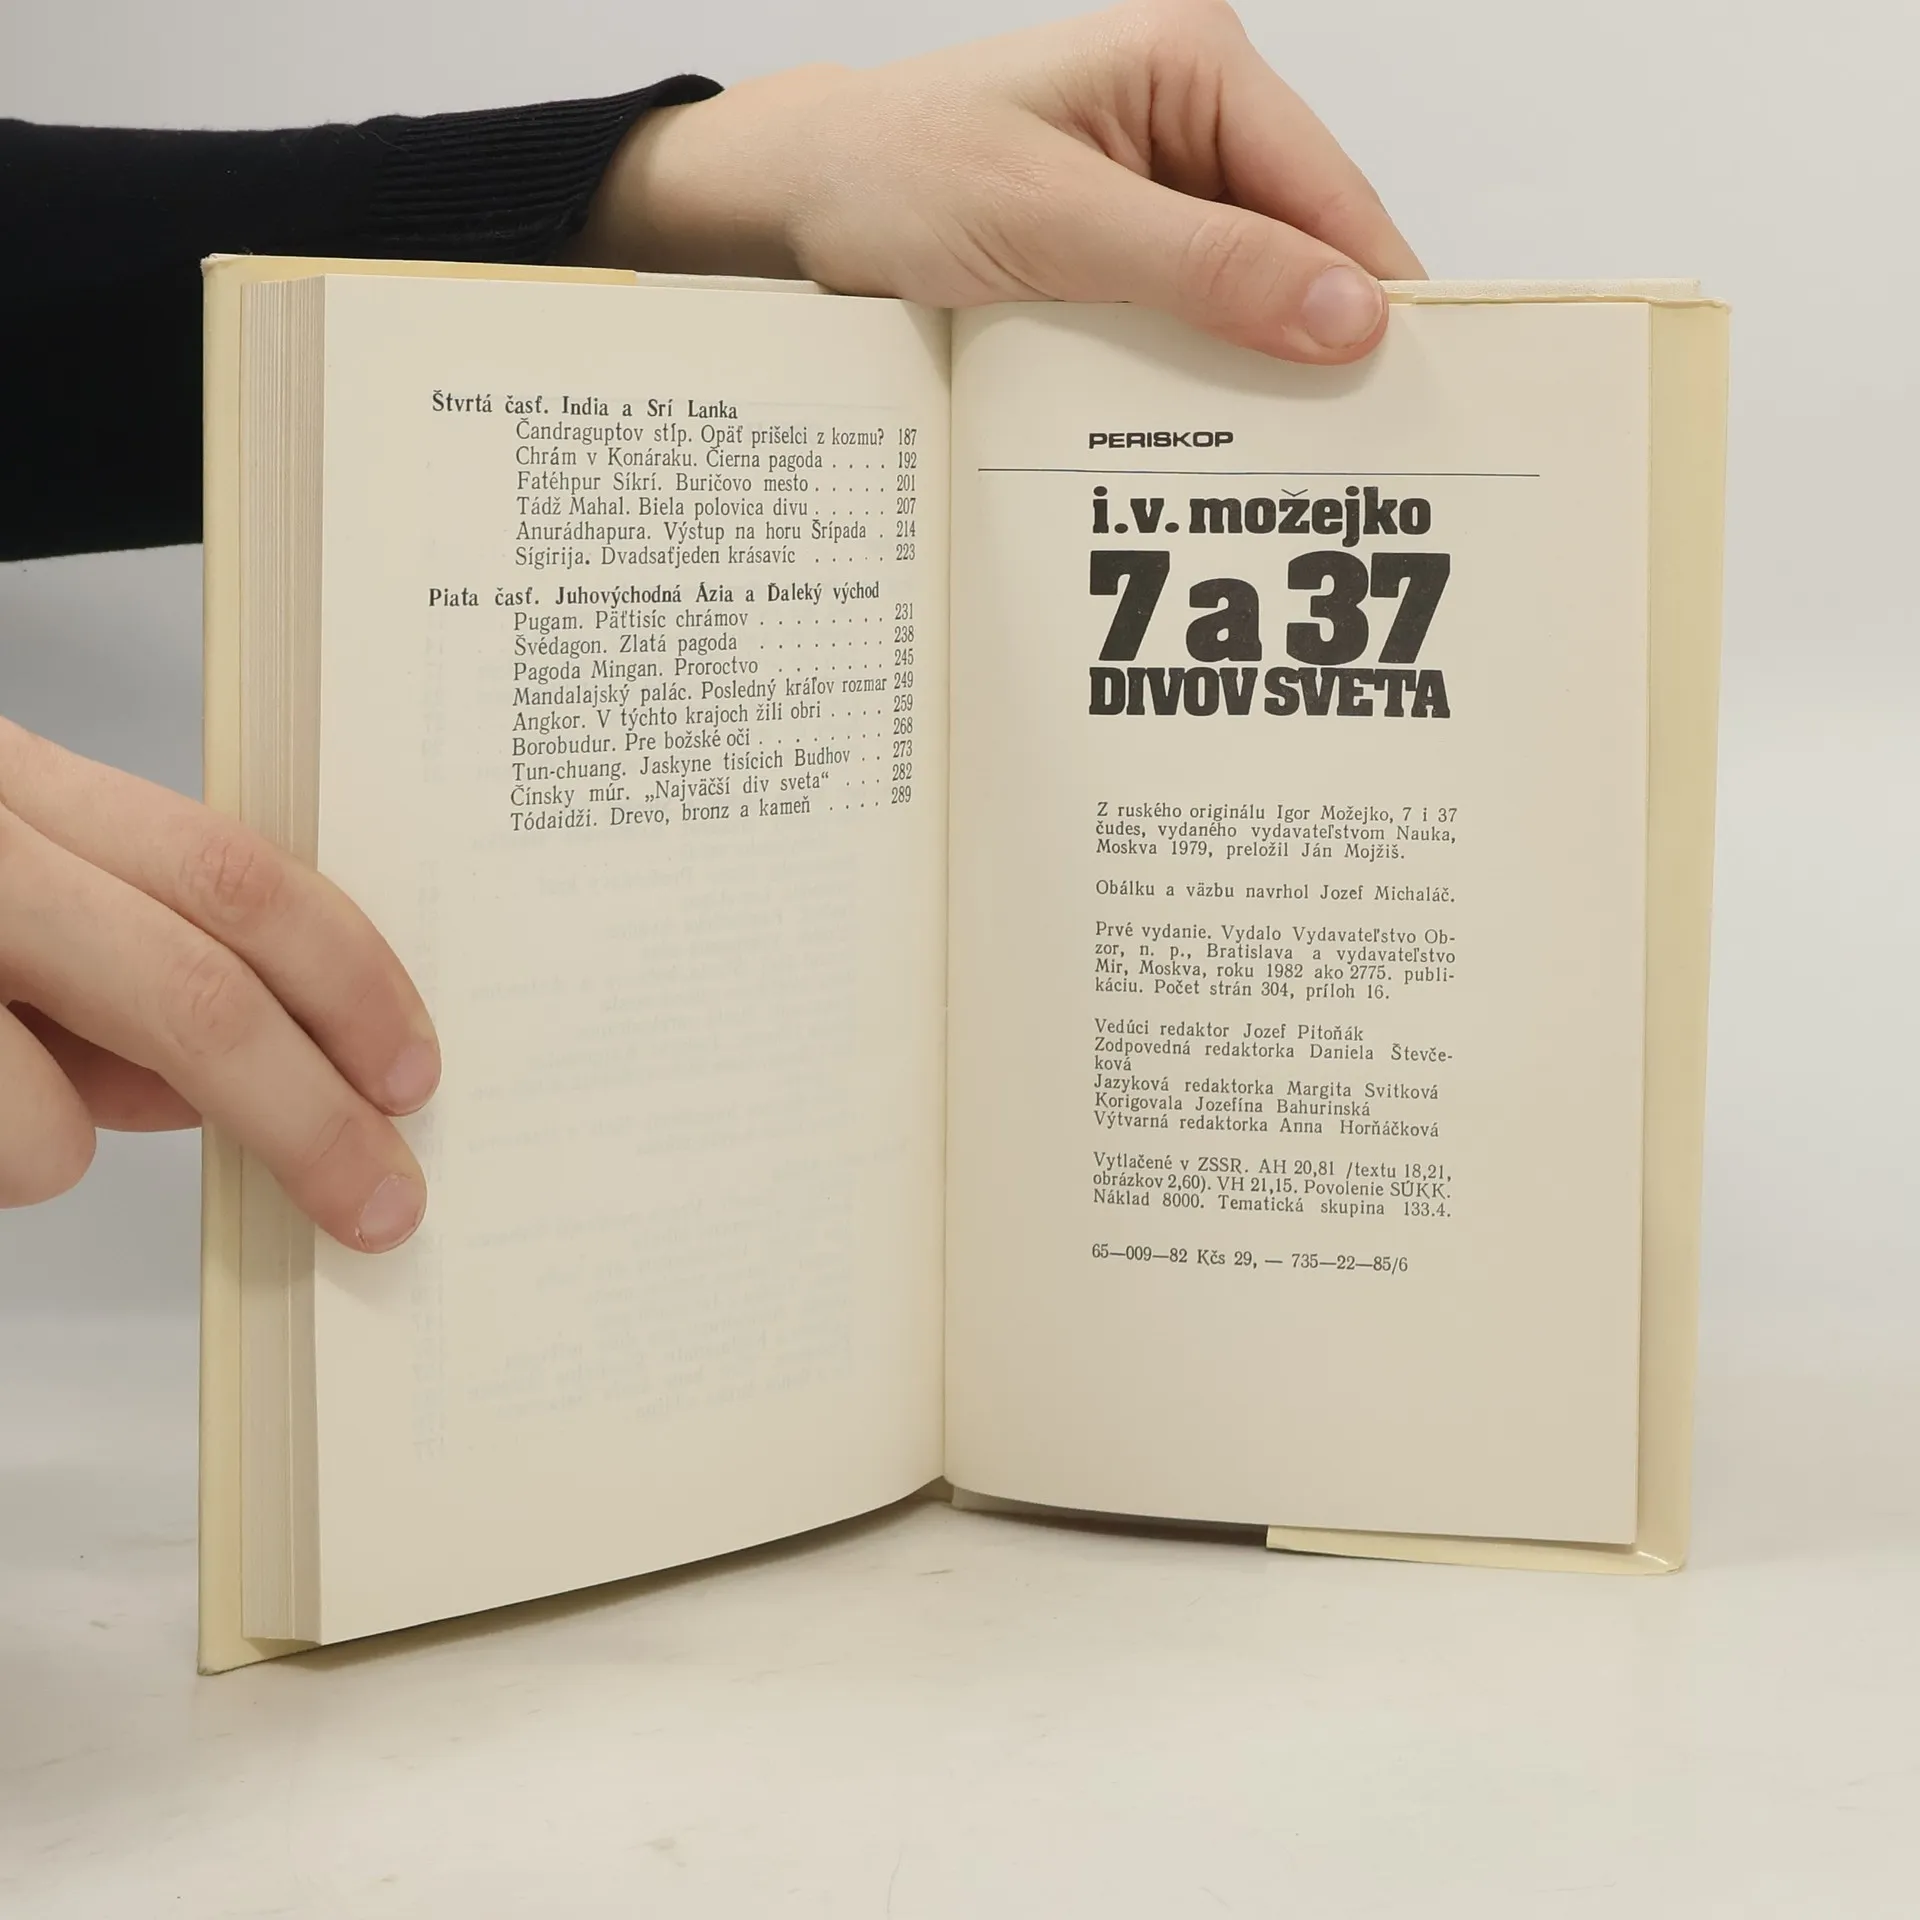 Štvrtá časť. India a Srí Lanka
Čandraguptov stĺp. Opäť prišelci z kozmu? 187
Chrám v Konáraku. Čierna pagoda . . . . 192
Fatéhpur Síkrí. Buričovo mesto . . . . . 201
Tádž Mahal. Biela polovica divu . . . . . 207
Anurádhapura. Výstup na horu Šrípada . 214
Sígirija. Dvadsaťjeden krásavíc . . . . . 223
Piata časť. Juhovýchodná Ázia a Ďaleký východ
Pugam. Päťtisíc chrámov . . . . . . . . 231
Švédagon. Zlatá pagoda . . . . . . . . 238
Pagoda Mingan. Proroctvo . . . . . . . 245
Mandalajský palác. Posledný kráľov rozmar 249
Angkor. V týchto krajoch žili obri . . . . 259
Borobudur. Pre božské oči . . . . . . . . 268
Tun-chuang. Jaskyne tisícich Budhov . . 273
Čínsky múr. „Najväčší div sveta“ . . . 282
Tódaidži. Drevo, bronz a kameň . . . . 289
PERISKOP
i.v. možejko
7 a 37
DIVOV SVETA
Z ruského originálu Igor Možejko, 7 i 37
čudes, vydaného vydavateľstvom Nauka,
Moskva 1979, preložil Ján Mojžiš.
Obálku a väzbu navrhol Jozef Michaláč.
Prvé vydanie. Vydalo Vydavateľstvo Ob-
zor, n. p., Bratislava a vydavateľstvo
Mir, Moskva, roku 1982 ako 2775. publi-
káciu. Počet strán 304, príloh 16.
Vedúci redaktor Jozef Pitoňák
Zodpovedná redaktorka Daniela Števče-
ková
Jazyková redaktorka Margita Svitková
Korigovala Jozefína Bahurinská
Výtvarná redaktorka Anna Horňáčková
Vytlačené v ZSSR. AH 20,81 /textu 18,21,
obrázkov 2,60). VH 21,15. Povolenie SÚKK.
Náklad 8000. Tematická skupina 133.4.
65—009—82 Kčs 29, — 735—22—85/6